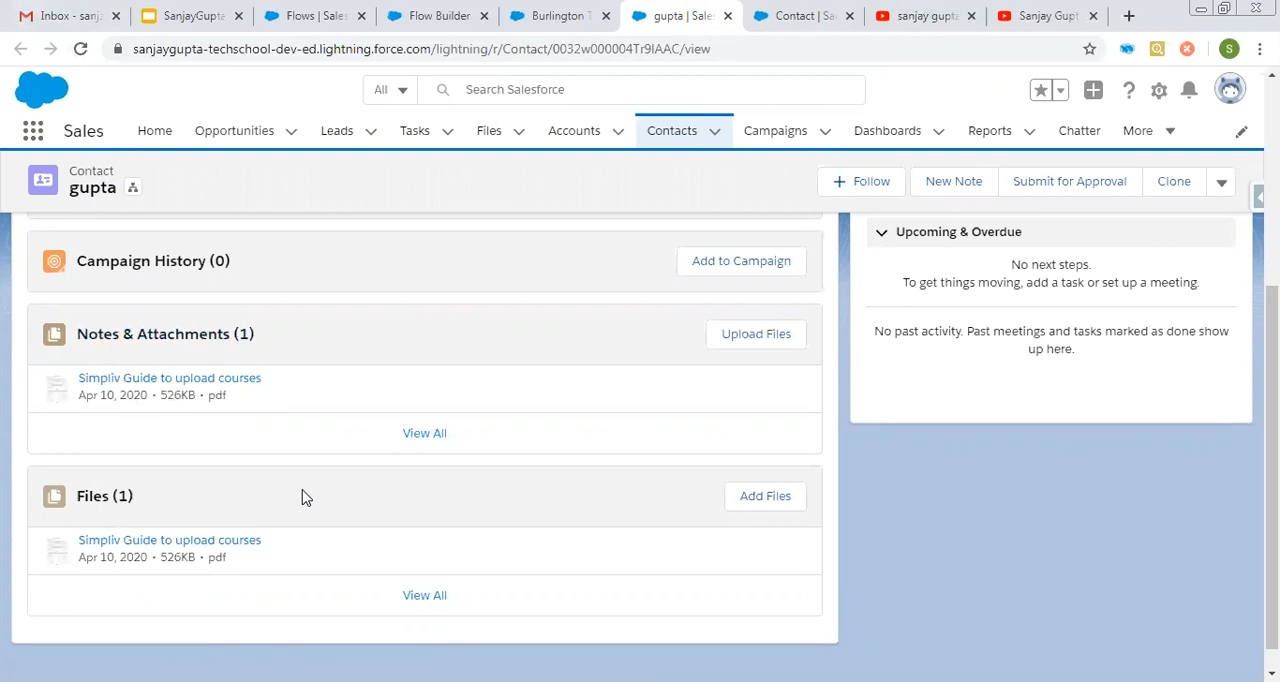 Inbox - sanj
SanjayGupta
Flows | Sales
Flow Builder
Burlington T
gupta | Sales
Contact | Sa
sanjay gupta
Sanjay Gupt
sanjaygupta-techschool-dev-ed.lightning.force.com/lightning/r/Contact/0032w000004Tr9IAAC/view
S
All
Search Salesforce
Sales
Home
Opportunities
Leads
Tasks
Files
Accounts
Contacts
Campaigns
Dashboards
Reports
Chatter
More
Contact
gupta
+ Follow
New Note
Submit for Approval
Clone
Campaign History (0)
Add to Campaign
Notes & Attachments (1)
Upload Files
Simpliv Guide to upload courses
Apr 10, 2020 • 526KB • pdf
View All
Files (1)
Add Files
Simpliv Guide to upload courses
Apr 10, 2020 • 526KB • pdf
View All
Upcoming & Overdue
No next steps.
To get things moving, add a task or set up a meeting.
No past activity. Past meetings and tasks marked as done show
up here.